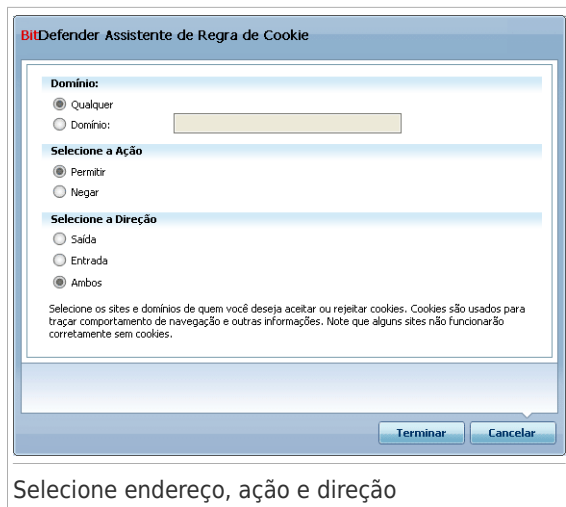 BitDefender Assistente de Regra de Cookie
Domínio:
Qualquer
Domínio:
Selecione a Ação
Permitir
Negar
Selecione a Direção
Saída
Entrada
Ambos
Selecione os sites e domínios de quem você deseja aceitar ou rejeitar cookies. Cookies são usados para
traçar comportamento de navegação e outras informações. Note que alguns sites não funcionarão
corretamente sem cookies.
Terminar
Cancelar
Selecione endereço, ação e direção